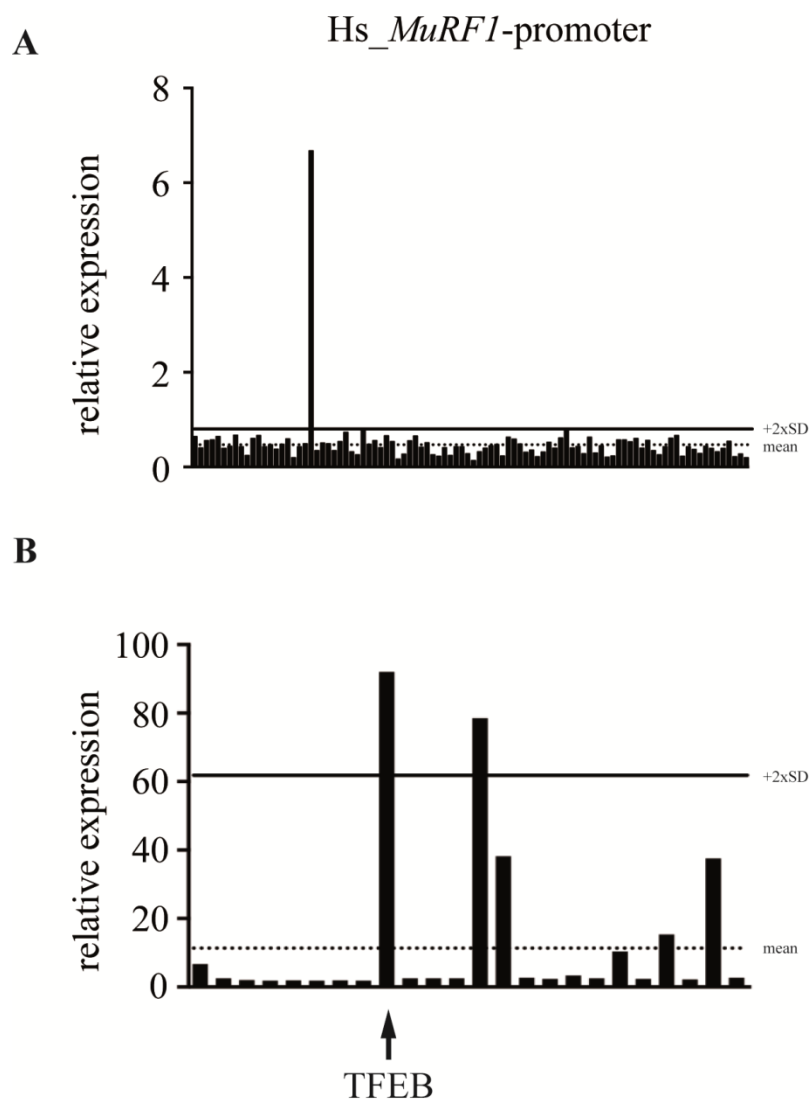 Hs_MuRF1-promoter
A
relative expression
8
6
4
2
0
+2xSD
mean
B
relative expression
100
80
60
40
20
0
+2xSD
mean
TFEB